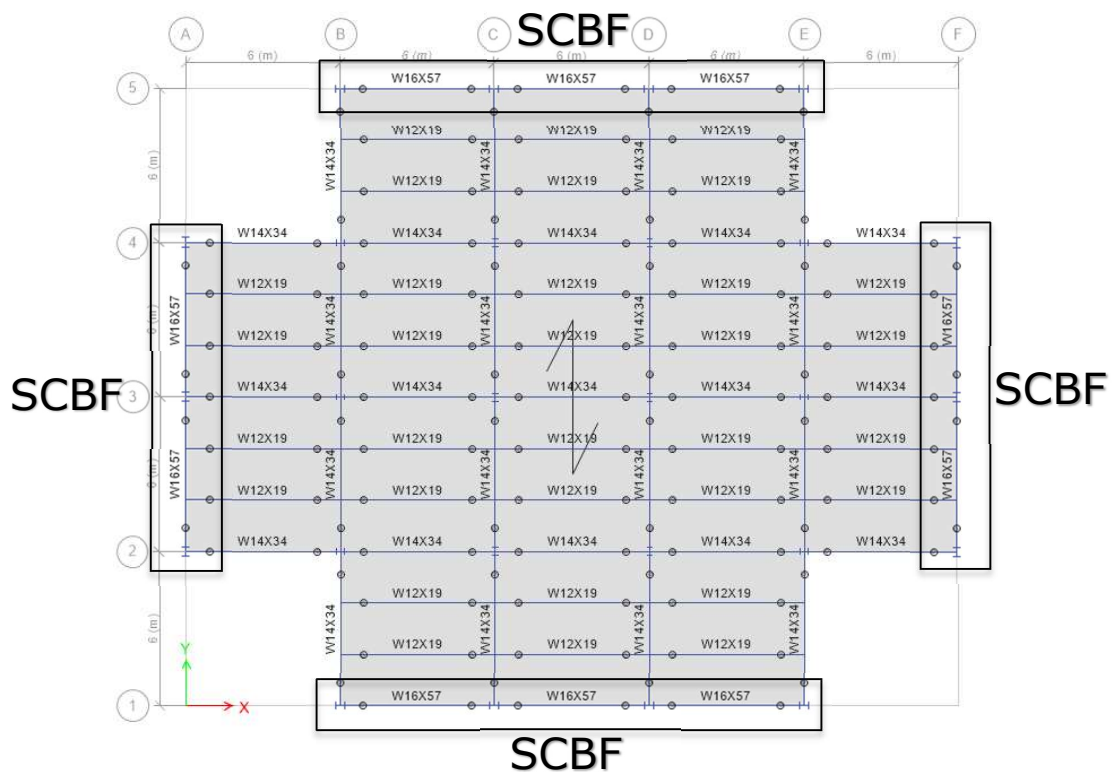 SCBF
A B C D E F
6 (m) 6 (m) 6 (m) 6 (m) 6 (m)
5
W16X57 W16X57 W16X57
W12X19 W12X19 W12X19
6 (m)
W14X34 W14X34 W14X34 W14X34
W12X19 W12X19 W12X19
4
W14X34 W14X34 W14X34 W14X34 W14X34
W12X19 W12X19 W12X19 W12X19 W12X19
6 (m)
W16X57 W14X34 W14X34 W14X34 W14X34 W16X57
W12X19 W12X19 W12X19 W12X19 W12X19
SCBF
SCBF
3
W14X34 W14X34 W14X34 W14X34 W14X34
W12X19 W12X19 W12X19 W12X19 W12X19
6 (m)
W16X57 W14X34 W14X34 W14X34 W14X34 W16X57
W12X19 W12X19 W12X19 W12X19 W12X19
2
W14X34 W14X34 W14X34 W14X34 W14X34
W12X19 W12X19 W12X19
6 (m)
W14X34 W14X34 W14X34 W14X34
W12X19 W12X19 W12X19
Y
X
1
W16X57 W16X57 W16X57
SCBF